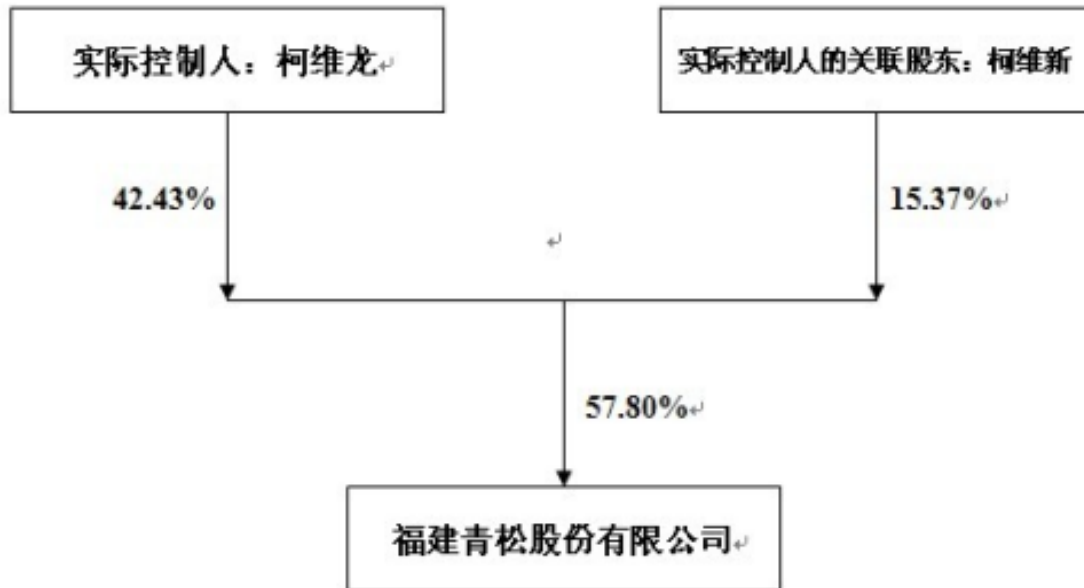 实际控制人：柯维龙
实际控制人的关联股东：柯维新
42.43%
15.37%
57.80%
福建青松股份有限公司